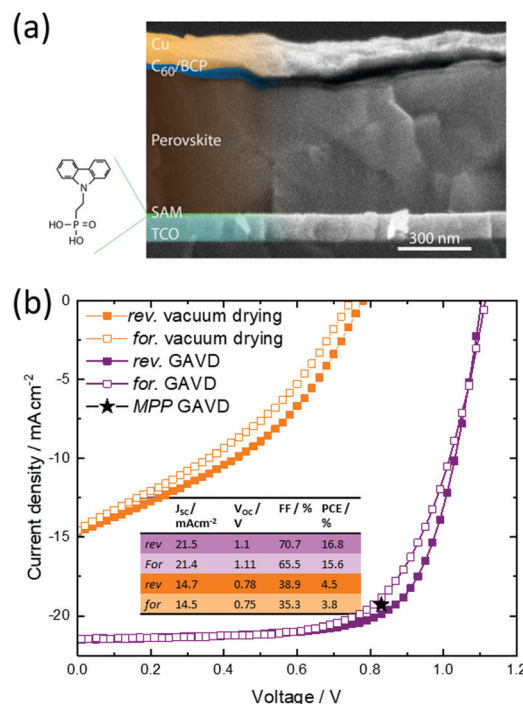 (a)
Cu
C60/BCP
Perovskite
SAM
TCO
300 nm
N
HO-P=O
HO
(b)
rev. vacuum drying
for. vacuum drying
rev. GAVD
for. GAVD
MPP GAVD
Jsc/ mAcm-2 Voc/ V FF / % PCE / %
rev 21.5 1.1 70.7 16.8
For 21.4 1.11 65.5 15.6
rev 14.7 0.78 38.9 4.5
for 14.5 0.75 35.3 3.8
0
-5
-10
-15
-20
Current density / mAcm-2
0.0 0.2 0.4 0.6 0.8 1.0 1.2
Voltage / V